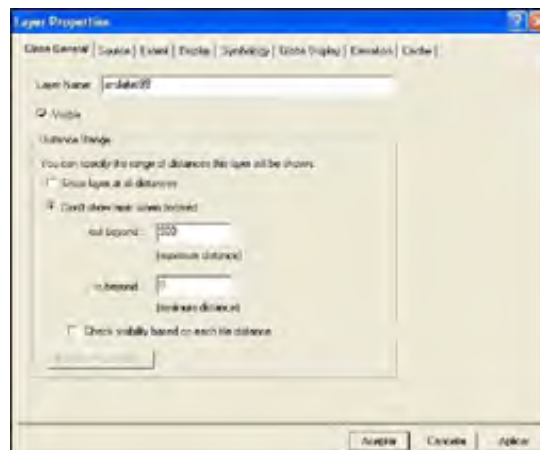 Layer Properties
Globe General | Source | Extent | Display | Symbology | Globe Display | Elevation | Cache
Layer Name:
Visible
Distance Range
You can specify the range of distances this layer will be shown:
Show layer at all distances
Don't show layer when zoomed
out beyond:
(maximum distance)
in beyond: 0
(minimum distance)
Check visibility based on each tile distance
Aceptar Cancelar Aplicar